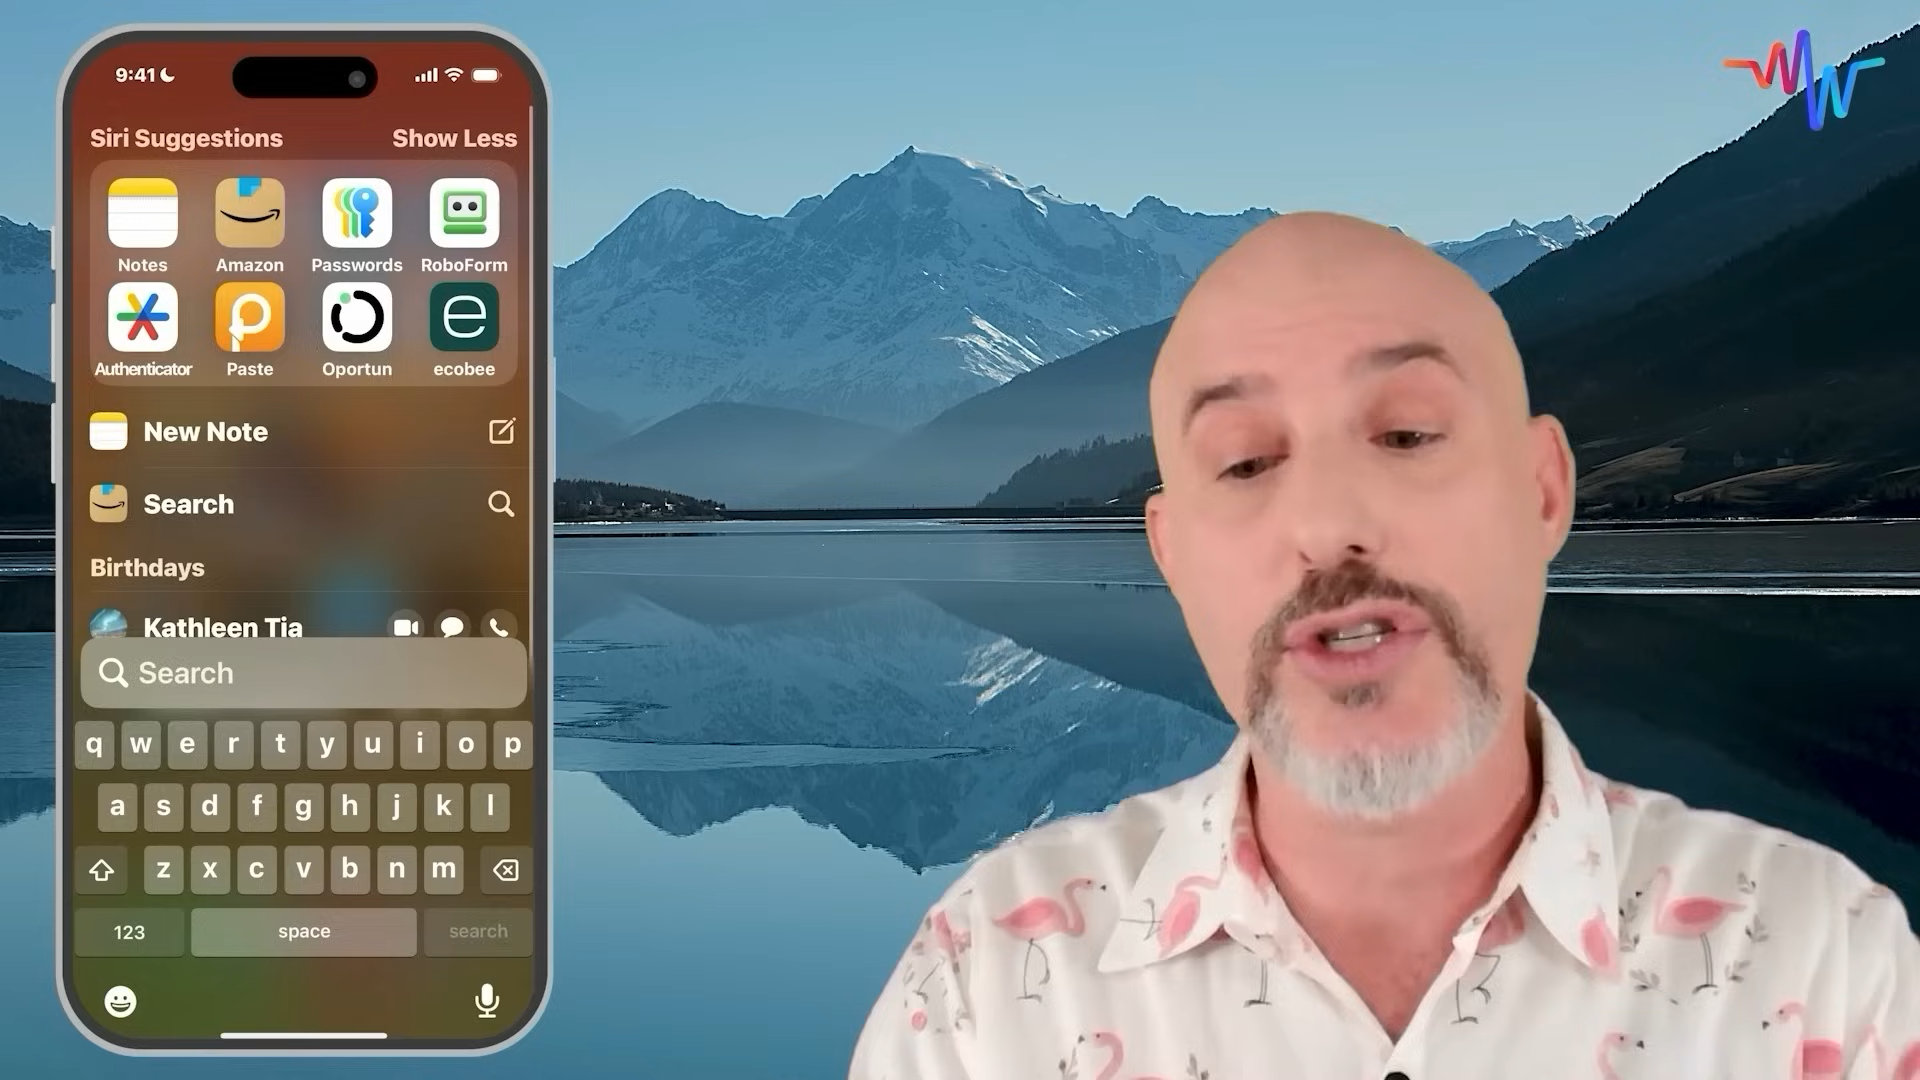 9:41
Siri Suggestions Show Less
Notes Amazon Passwords RoboForm
Authenticator Paste Oportun ecobee
New Note
Search
Birthdays
Kathleen Tia
Search
q w e r t y u i o p
a s d f g h j k l
z x c v b n m
123 space search